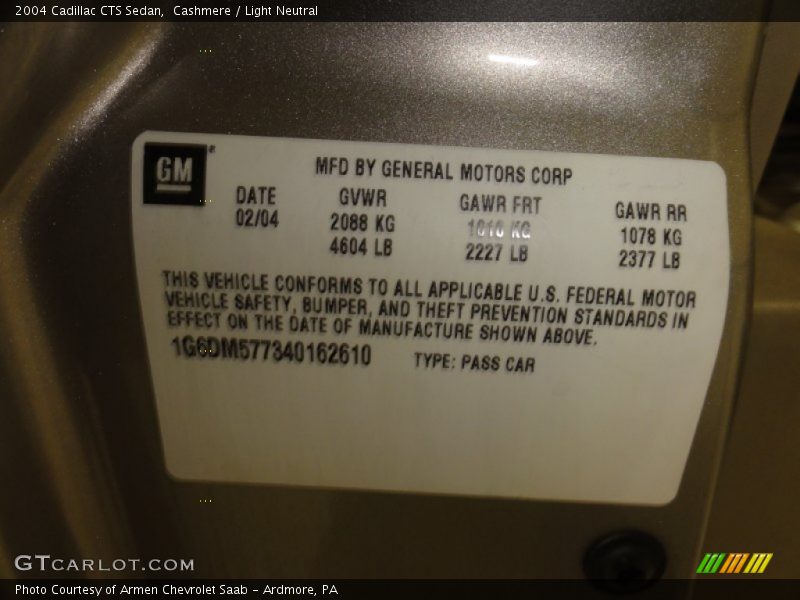 2004 Cadillac CTS Sedan, Cashmere / Light Neutral
GM
MFD BY GENERAL MOTORS CORP
DATE GVWR GAWR FRT GAWR RR
02/04 2088 KG 1010 KG 1078 KG
4604 LB 2227 LB 2377 LB
THIS VEHICLE CONFORMS TO ALL APPLICABLE U.S. FEDERAL MOTOR
VEHICLE SAFETY, BUMPER, AND THEFT PREVENTION STANDARDS IN
EFFECT ON THE DATE OF MANUFACTURE SHOWN ABOVE.
1G6DM577340162610 TYPE: PASS CAR
GTCARLOT.COM
Photo Courtesy of Armen Chevrolet Saab - Ardmore, PA